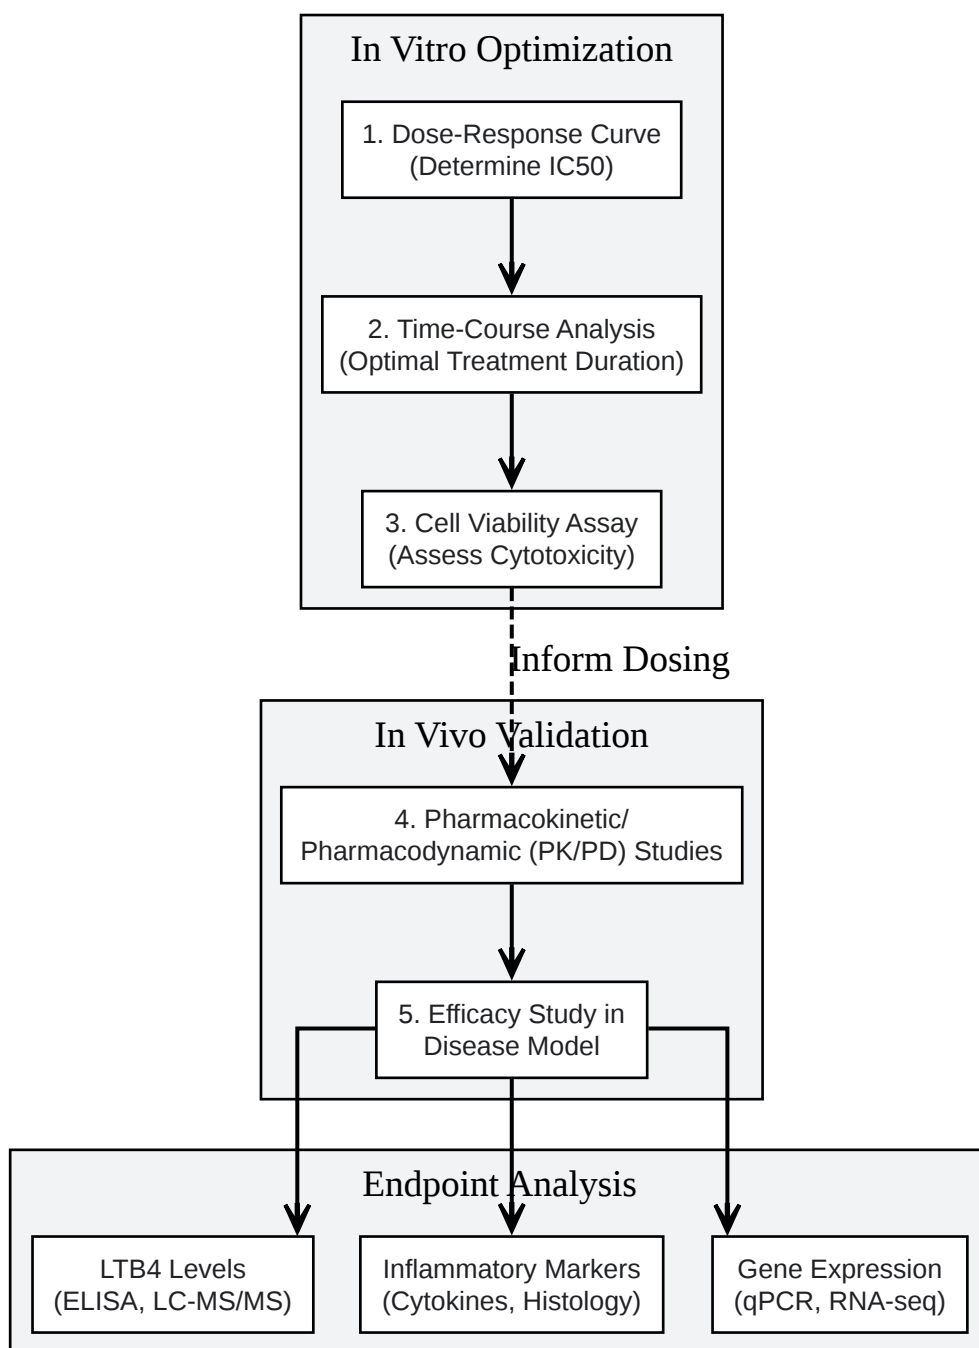 In Vitro Optimization
1. Dose-Response Curve
(Determine IC50)
2. Time-Course Analysis
(Optimal Treatment Duration)
3. Cell Viability Assay
(Assess Cytotoxicity)
Inform Dosing
In Vivo Validation
4. Pharmacokinetic/
Pharmacodynamic (PK/PD) Studies
5. Efficacy Study in
Disease Model
Endpoint Analysis
LTB4 Levels
(ELISA, LC-MS/MS)
Inflammatory Markers
(Cytokines, Histology)
Gene Expression
(qPCR, RNA-seq)